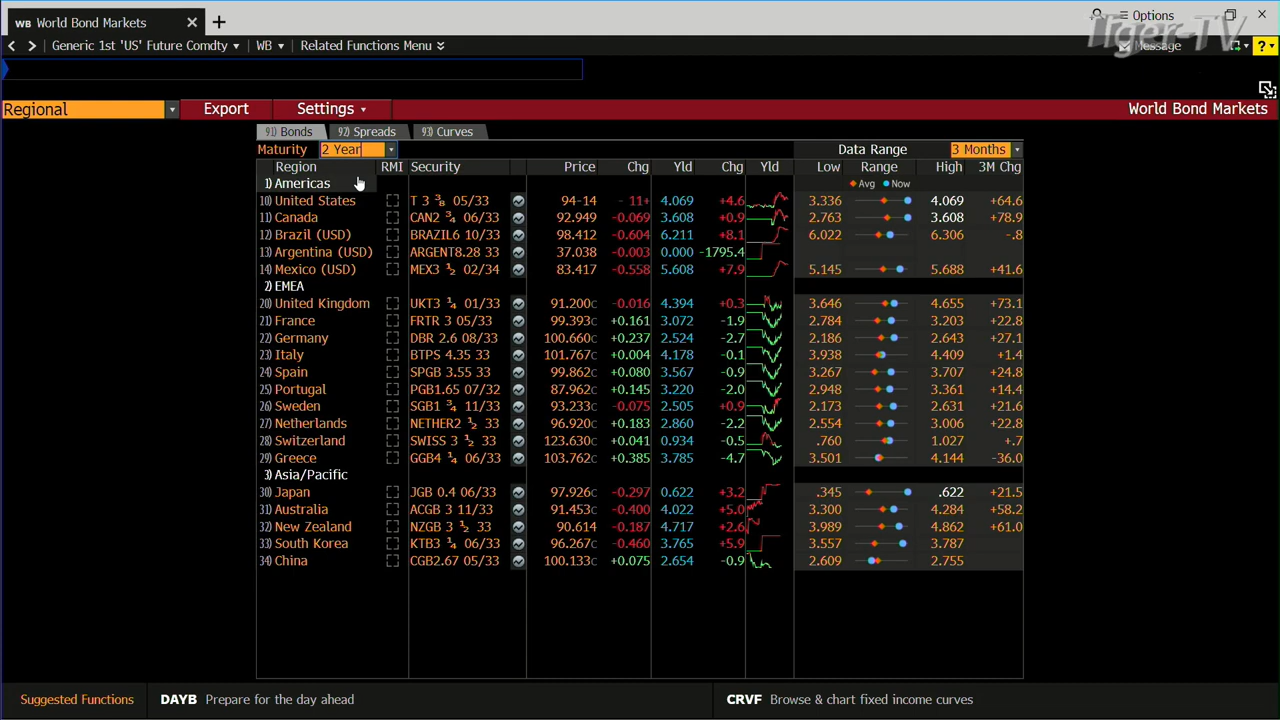 WB World Bond Markets × +
Options
Generic 1st 'US' Future Comdty WB Related Functions Menu
Message
?
Tiger-TV
Regional Export Settings World Bond Markets
91) Bonds 92) Spreads 93) Curves
Maturity 2 Year Data Range 3 Months
Region RMI Security Price Chg Yld Chg Yld Low Range High 3M Chg
1) Americas Avg Now
10) United States T 3 3/8 05/33 94-14 - 11+ 4.069 +4.6 3.336 4.069 +64.6
11) Canada CAN2 3/4 06/33 92.949 -0.069 3.608 +0.9 2.763 3.608 +78.9
12) Brazil (USD) BRAZIL6 10/33 98.412 -0.604 6.211 +8.1 6.022 6.306 -.8
13) Argentina (USD) ARGENT8.28 33 37.038 -0.003 0.000 -1795.4
14) Mexico (USD) MEX3 1/2 02/34 83.417 -0.558 5.608 +7.9 5.145 5.688 +41.6
2) EMEA
20) United Kingdom UKT3 1/4 01/33 91.200C -0.016 4.394 +0.3 3.646 4.655 +73.1
21) France FRTR 3 05/33 99.393C +0.161 3.072 -1.9 2.784 3.203 +22.8
22) Germany DBR 2.6 08/33 100.660C +0.237 2.524 -2.7 2.186 2.643 +27.1
23) Italy BTPS 4.35 33 101.767C +0.004 4.178 -0.1 3.938 4.409 +1.4
24) Spain SPGB 3.55 33 99.862C +0.080 3.567 -0.9 3.267 3.707 +24.8
25) Portugal PGB1.65 07/32 87.962C +0.145 3.220 -2.0 2.948 3.361 +14.4
26) Sweden SGB1 3/4 11/33 93.233C -0.075 2.505 +0.9 2.173 2.631 +21.6
27) Netherlands NETHER2 1/2 33 96.920C +0.183 2.860 -2.2 2.554 3.006 +22.8
28) Switzerland SWISS 3 1/2 33 123.630C +0.041 0.934 -0.5 .760 1.027 +.7
29) Greece GGB4 1/4 06/33 103.762C +0.385 3.785 -4.7 3.501 4.144 -36.0
3) Asia/Pacific
30) Japan JGB 0.4 06/33 97.926C -0.297 0.622 +3.2 .345 .622 +21.5
31) Australia ACGB 3 11/33 91.453C -0.400 4.022 +5.0 3.300 4.284 +58.2
32) New Zealand NZGB 3 1/2 33 90.614 -0.187 4.717 +2.6 3.989 4.862 +61.0
33) South Korea KTB3 1/4 06/33 96.267C -0.460 3.765 +5.9 3.557 3.787
34) China CGB2.67 05/33 100.133C +0.075 2.654 -0.9 2.609 2.755
Suggested Functions DAYB Prepare for the day ahead CRVF Browse & chart fixed income curves